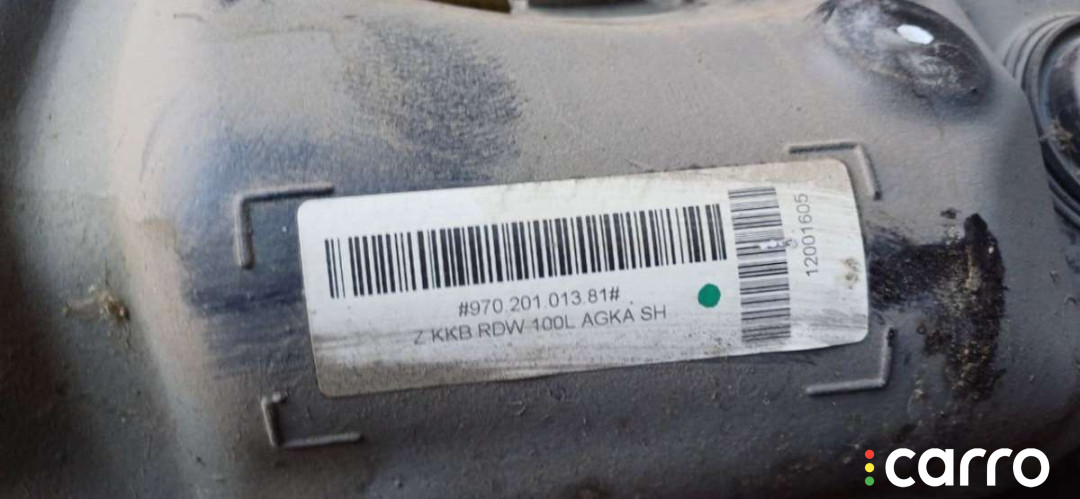 #970.201.013.81#
Z KKB RDW 100L AGKA SH
12001605
carro